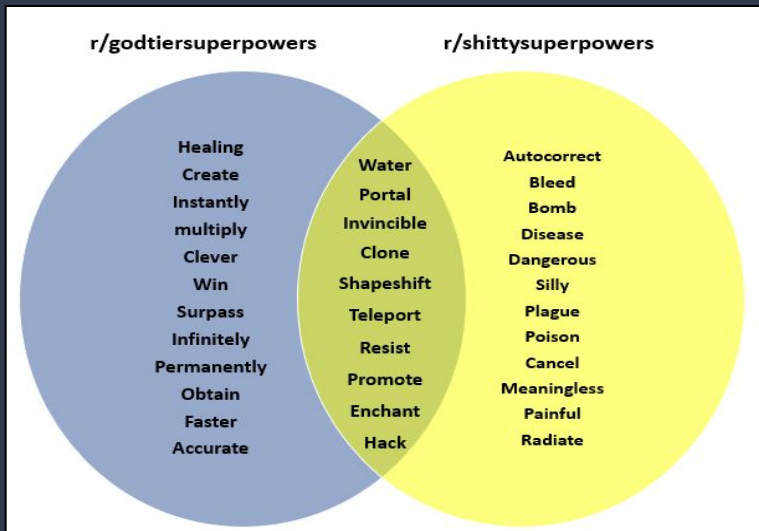 r/godtiersuperpowers
r/shittysuperpowers
Healing
Create
Instantly
multiply
Clever
Win
Surpass
Infinitely
Permanently
Obtain
Faster
Accurate
Water
Portal
Invincible
Clone
Shapeshift
Teleport
Resist
Promote
Enchant
Hack
Autocorrect
Bleed
Bomb
Disease
Dangerous
Silly
Plague
Poison
Cancel
Meaningless
Painful
Radiate